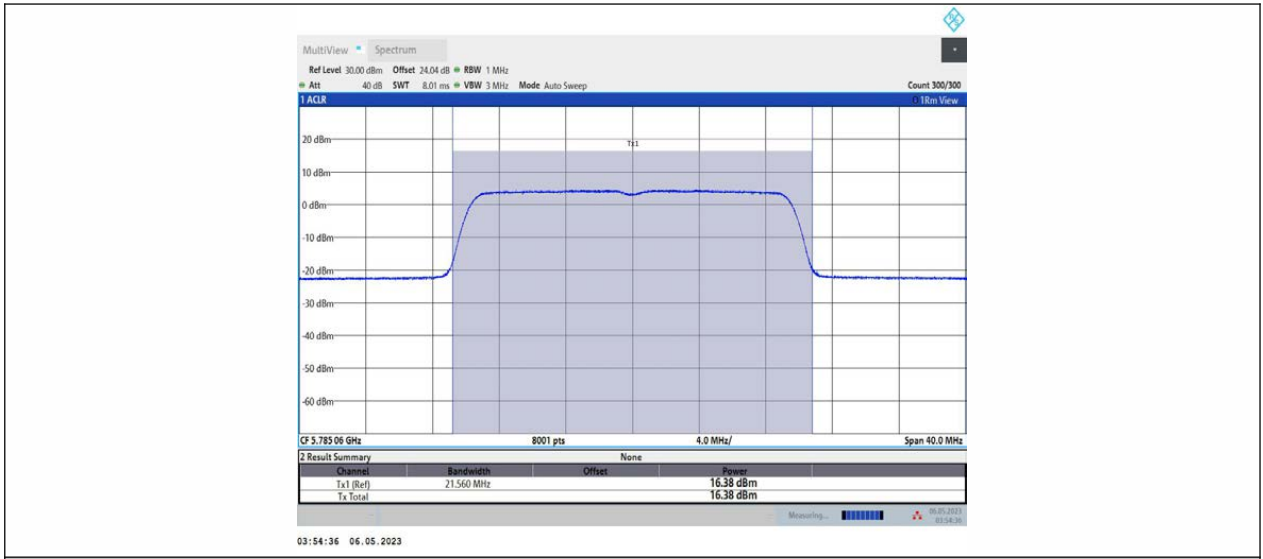 MultiView Spectrum
Ref Level 30.00 dBm Offset 24.04 dB RBW 1 MHz
Att 40 dB SWT 8.01 ms VBW 3 MHz Mode Auto Sweep Count 300/300
1 ACLR 1Rm View
20 dBm
Tx1
10 dBm
0 dBm
-10 dBm
-20 dBm
-30 dBm
-40 dBm
-50 dBm
-60 dBm
CF 5.785 06 GHz 8001 pts 4.0 MHz/ Span 40.0 MHz
2 Result Summary None
Channel Bandwidth Offset Power
Tx1 (Ref) 21.560 MHz 16.38 dBm
Tx Total 16.38 dBm
Measuring... 06.05.2023
03:54:36
03:54:36 06.05.2023